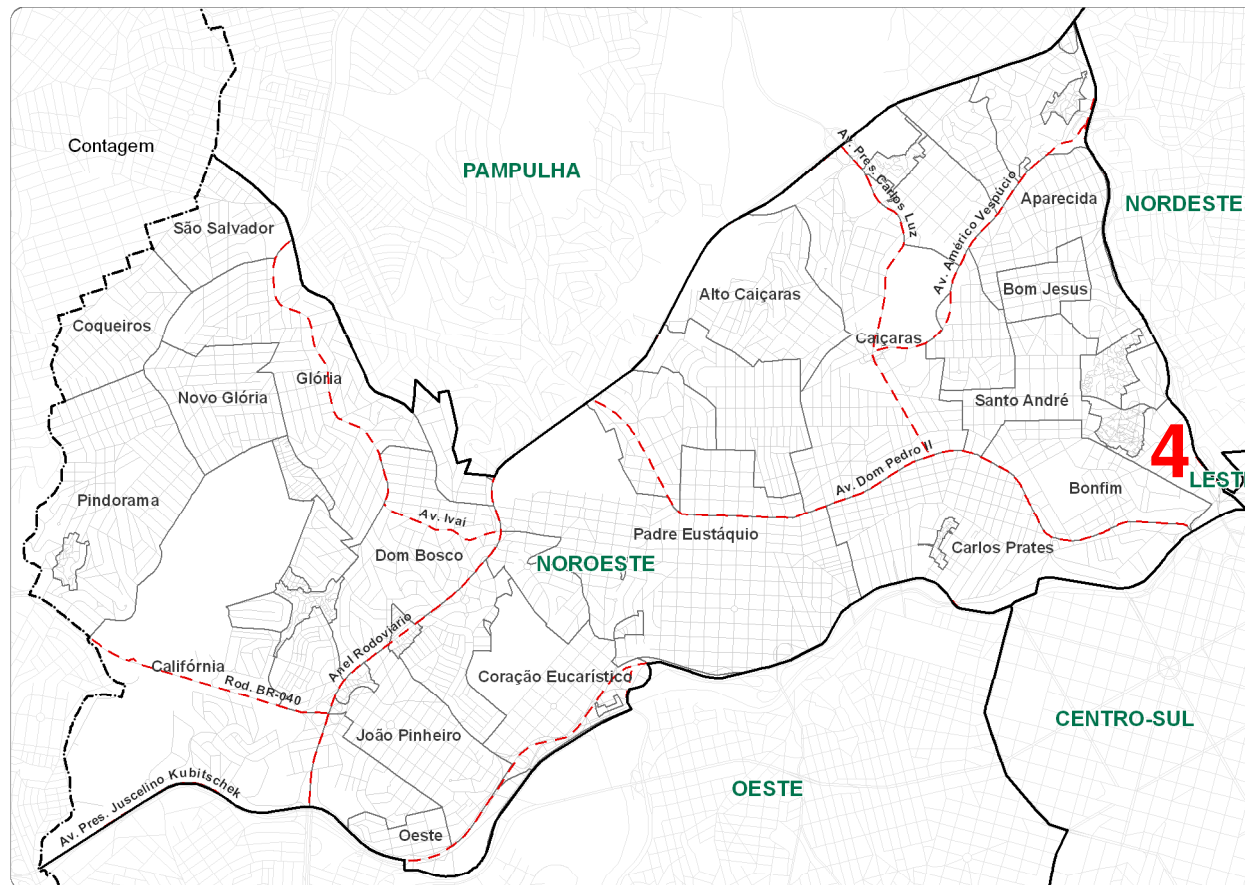 Contagem
PAMPULHA
Av. Pres. Carlos Luz
Av. Américo Vespúcio
Aparecida
NORDESTE
São Salvador
Alto Caiçaras
Bom Jesus
Coqueiros
Caiçaras
Glória
Novo Glória
Santo André
4
LEST
Pindorama
Av. Dom Pedro II
Bonfim
Av. Ivaí
Padre Eustáquio
Dom Bosco
NOROESTE
Carlos Prates
Anel Rodoviário
Califórnia
Rod. BR-040
Coração Eucarístico
CENTRO-SUL
João Pinheiro
Av. Pres. Juscelino Kubitschek
OESTE
Oeste